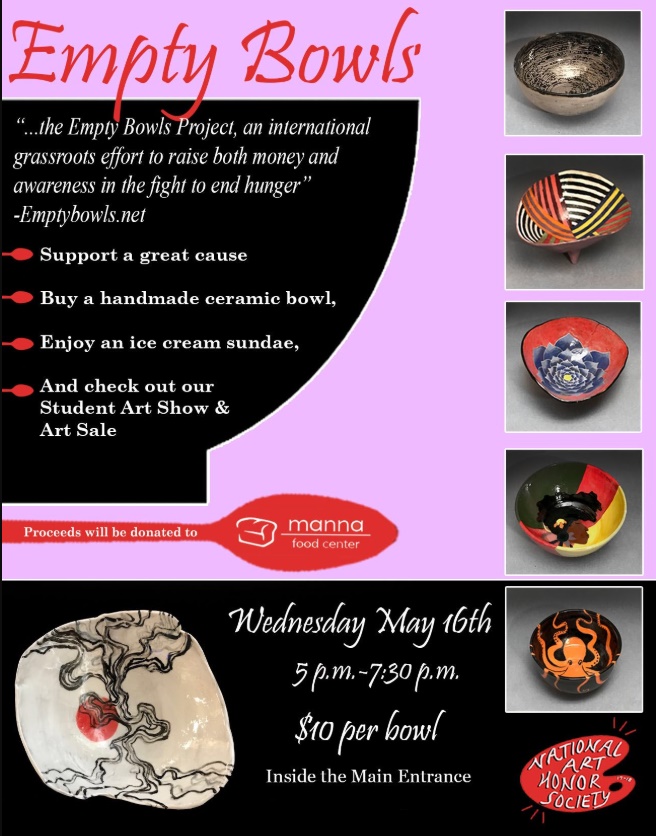 Empty Bowls
“...the Empty Bowls Project, an international
grassroots effort to raise both money and
awareness in the fight to end hunger”
-Emptybowls.net
Support a great cause
Buy a handmade ceramic bowl,
Enjoy an ice cream sundae,
And check out our
Student Art Show &
Art Sale
Proceeds will be donated to
manna
food center
Wednesday May 16th
5 p.m.-7:30 p.m.
$10 per bowl
Inside the Main Entrance
NATIONAL
ART
HONOR
SOCIETY